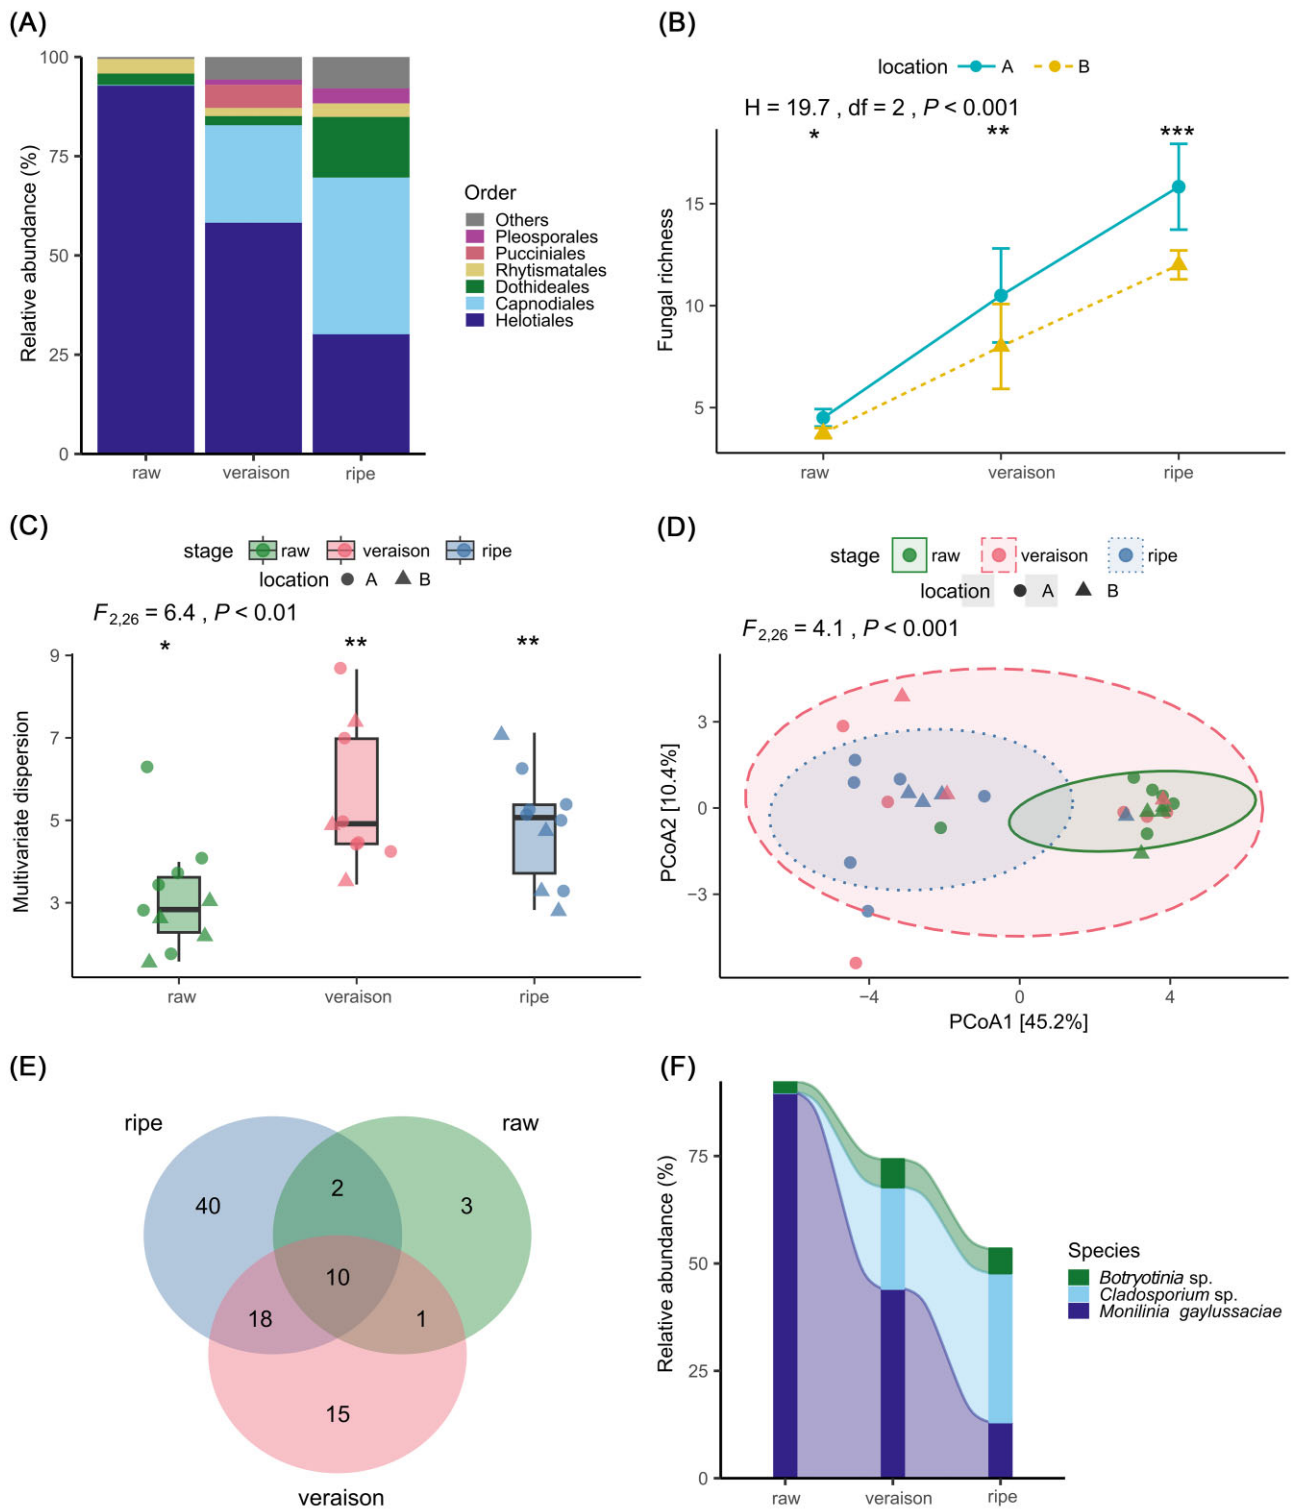 (A)
100
75
50
25
0
Relative abundance (%)
raw veraison ripe
Order
Others
Pleosporales
Pucciniales
Rhytismatales
Dothideales
Capnodiales
Helotiales
(B)
location A B
H = 19.7 , df = 2 , P < 0.001
* ** ***
15
10
5
Fungal richness
raw veraison ripe
(C)
stage raw veraison ripe
location A B
F2,26 = 6.4 , P < 0.01
* ** **
9
7
5
3
Multivariate dispersion
raw veraison ripe
(D)
stage raw veraison ripe
location A B
F2,26 = 4.1 , P < 0.001
3
0
−3
PCoA2 [10.4%]
−4 0 4
PCoA1 [45.2%]
(E)
ripe raw
40 2 3
10
18 1
15
veraison
(F)
75
50
25
0
Relative abundance (%)
raw veraison ripe
Species
Botryotinia sp.
Cladosporium sp.
Monilinia gaylussaciae